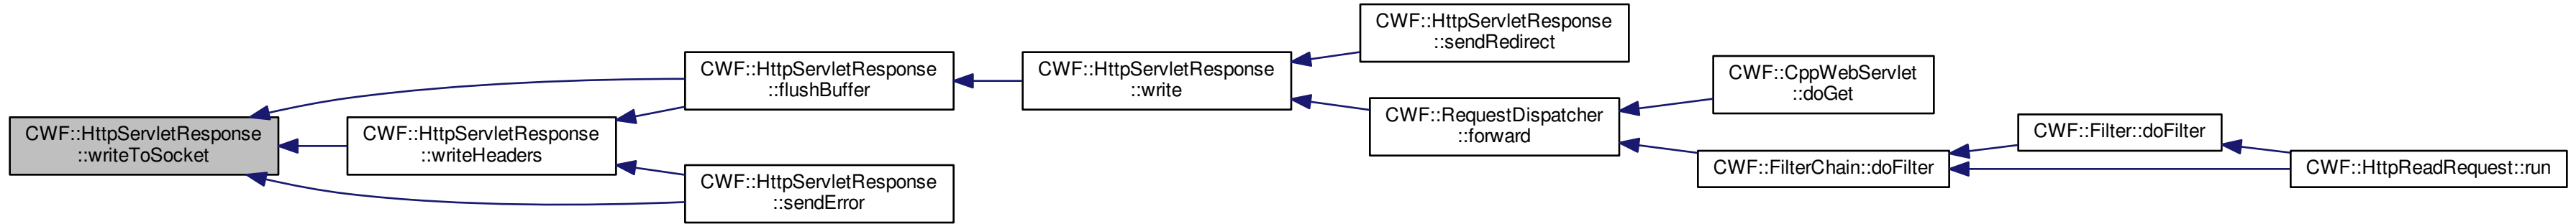 CWF::HttpServletResponse
::writeToSocket
CWF::HttpServletResponse
::flushBuffer
CWF::HttpServletResponse
::writeHeaders
CWF::HttpServletResponse
::sendError
CWF::HttpServletResponse
::write
CWF::HttpServletResponse
::sendRedirect
CWF::RequestDispatcher
::forward
CWF::CppWebServlet
::doGet
CWF::FilterChain::doFilter
CWF::Filter::doFilter
CWF::HttpReadRequest::run